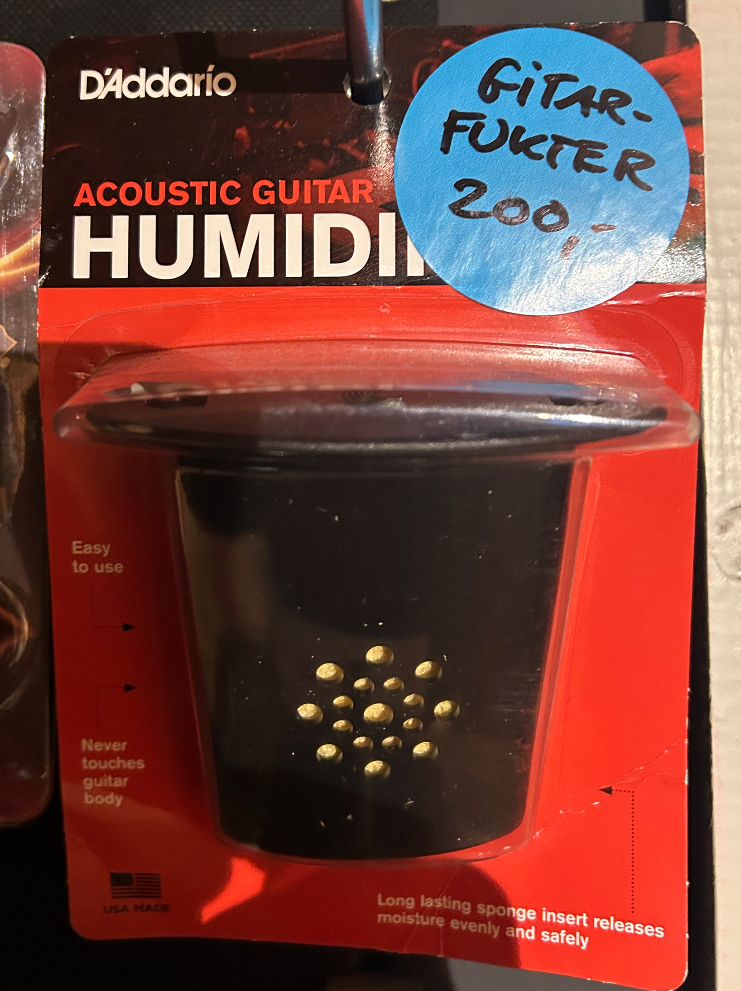 D'Addario
GiTAR-
FUKTER
200,-
ACOUSTIC GUITAR
Easy
to use
Never
touches
guitar
body
USA MADE
Long lasting sponge insert releases
moisture evenly and safely